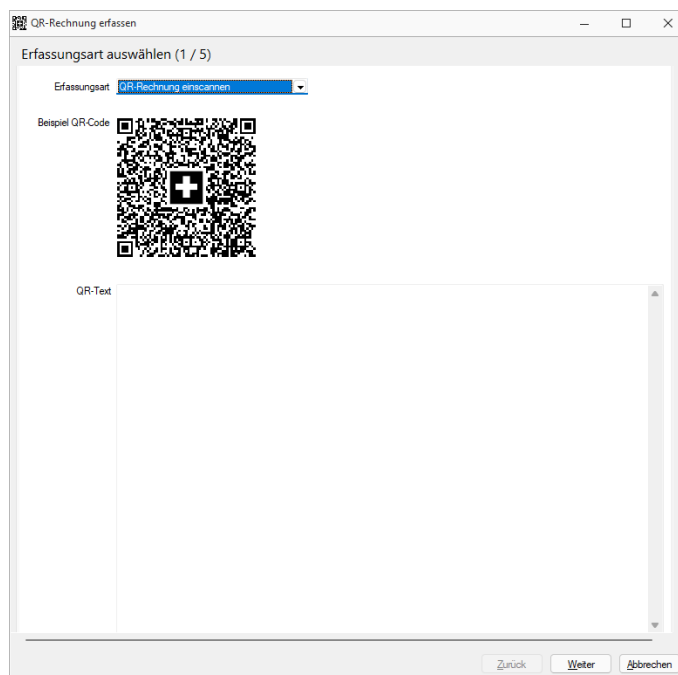 QR-Rechnung erfassen
Erfassungsart auswählen (1 / 5)
Erfassungsart QR-Rechnung einscannen
Beispiel QR-Code
QR-Text
Zurück Weiter Abbrechen